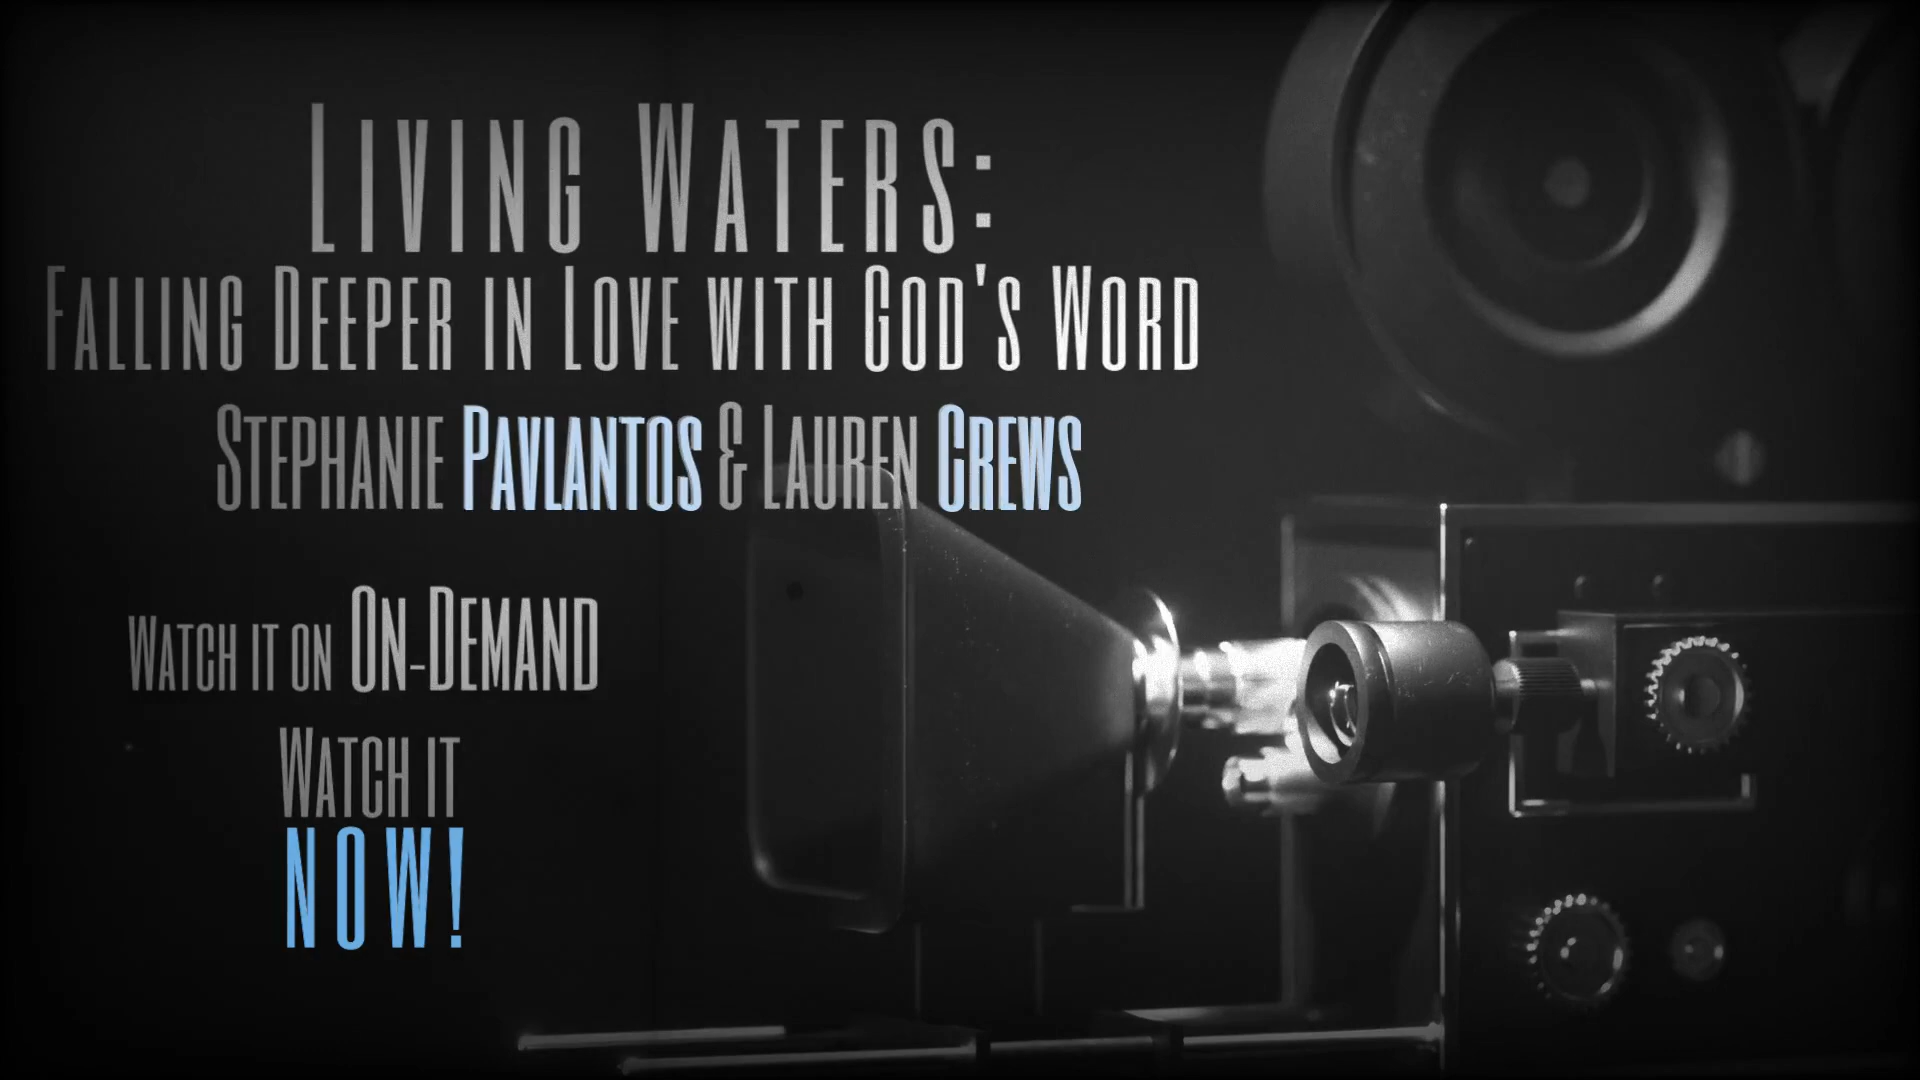 Living Waters:
Falling Deeper in Love with God's Word
Stephanie Pavlantos & Lauren Crews
Watch it on On-Demand
Watch it
NOW!